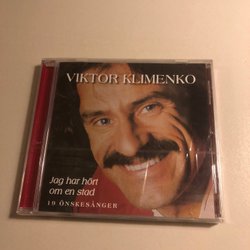 VIKTOR KLIMENKO
Jag har hört
om en stad
19 ÖNSKESÅNGER